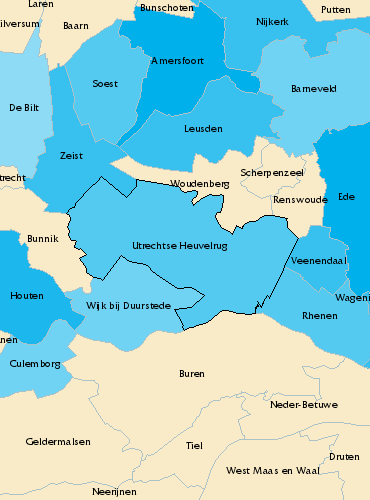 Laren
Bunschoten
Putten
ilversum
Baarn
Nijkerk
Amersfoort
Soest
Barneveld
De Bilt
Leusden
Zeist
Scherpenzeel
trecht
Woudenberg
Renswoude
Ede
Bunnik
Utrechtse Heuvelrug
Veenendaal
Houten
Wageni
Wijk bij Duurstede
Rhenen
nen
Culemborg
Buren
Neder-Betuwe
Geldermalsen
Tiel
Druten
West Maas en Waal
Neerijnen